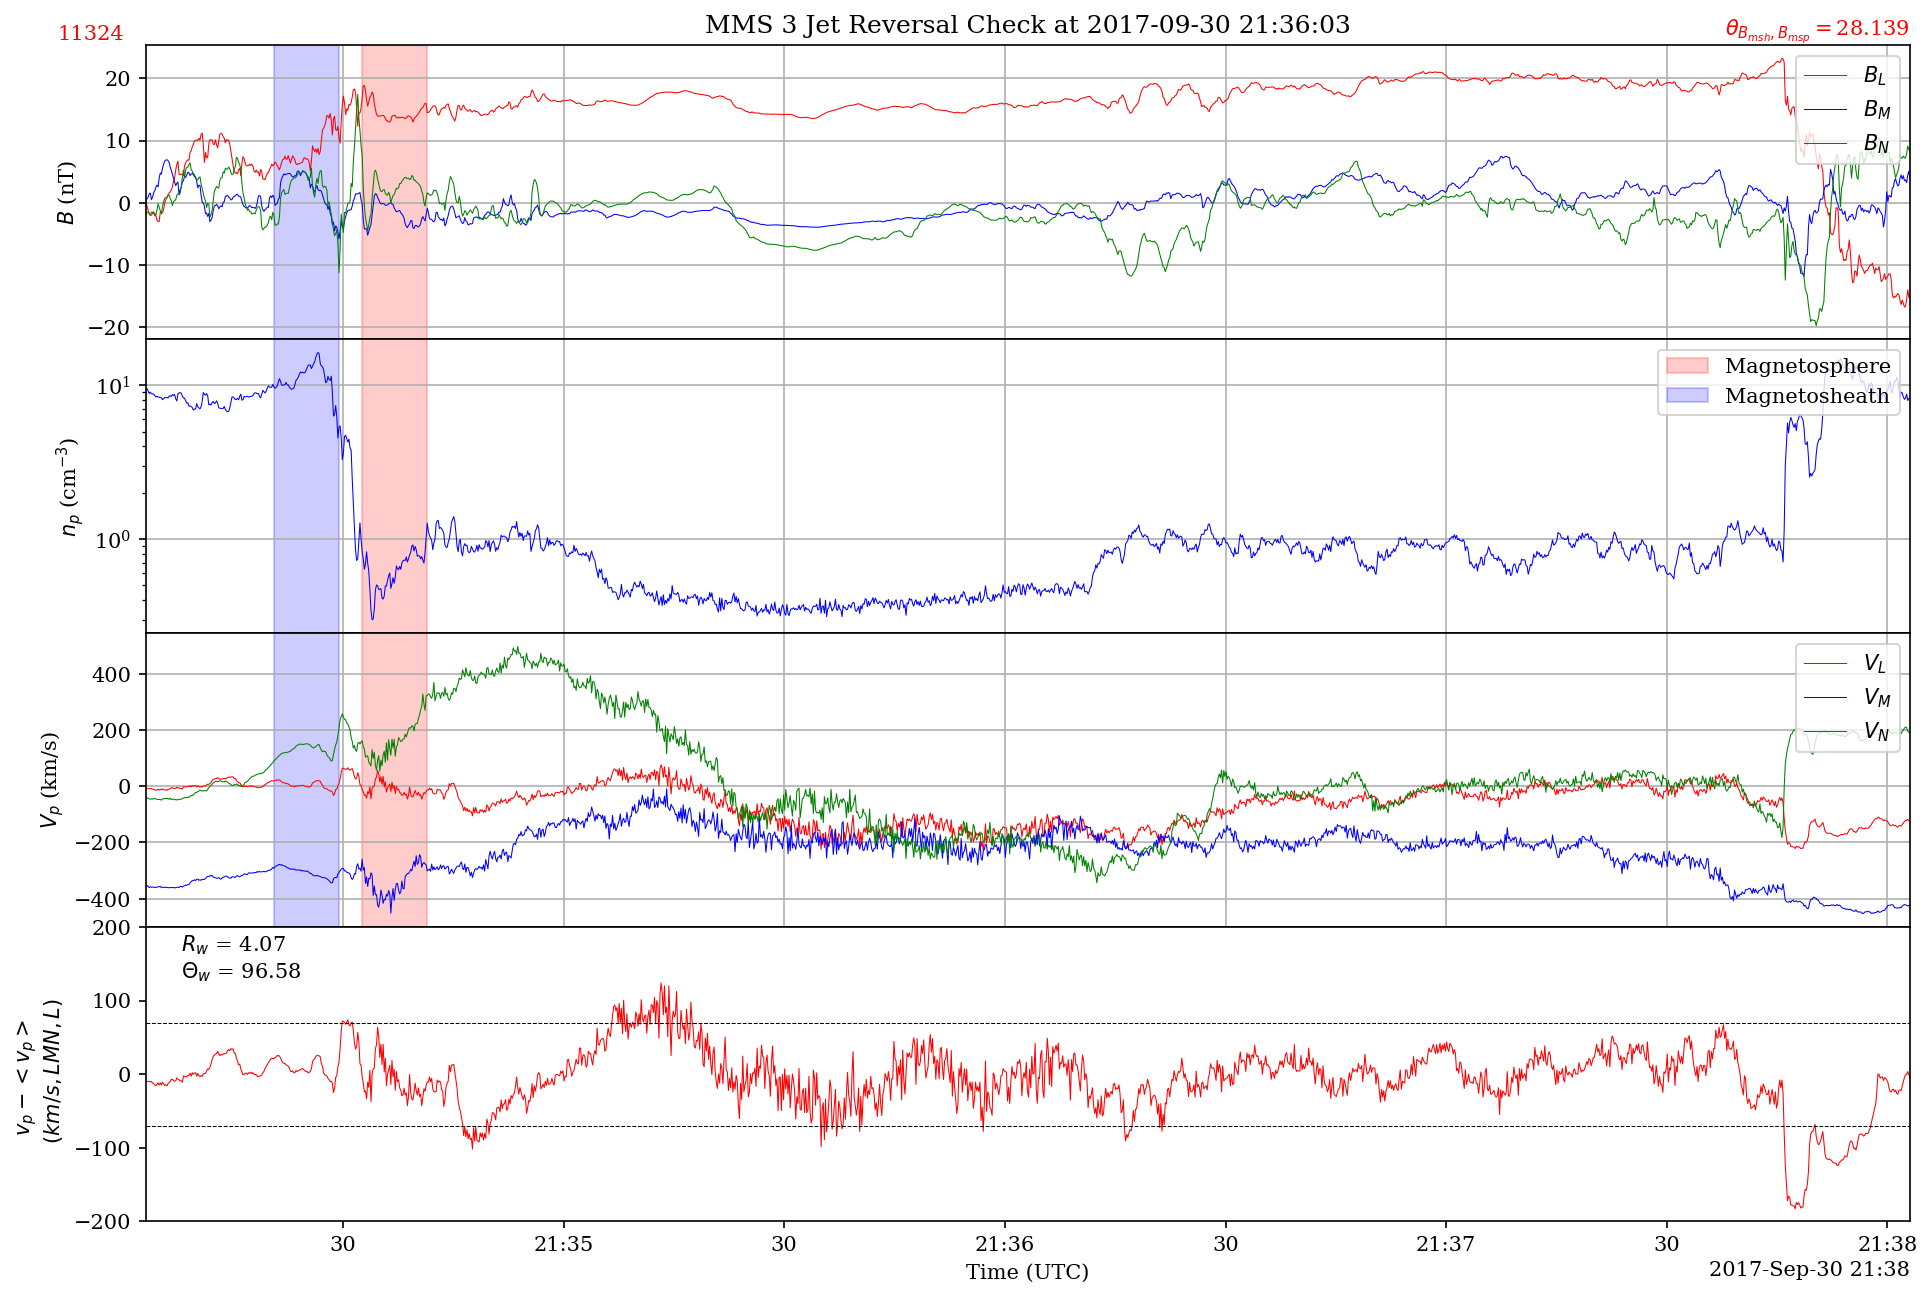 11324
MMS 3 Jet Reversal Check at 2017-09-30 21:36:03
θ_{B_{msh}, B_{msp}} = 28.139
B (nT)
20
10
0
−10
−20
B_L
B_M
B_N
n_p (cm^{−3})
10^1
10^0
Magnetosphere
Magnetosheath
V_p (km/s)
400
200
0
−200
−400
V_L
V_M
V_N
v_p − < v_p >
(km/s, LMN, L)
200
100
0
−100
−200
R_w = 4.07
Θ_w = 96.58
30
21:35
30
21:36
30
21:37
30
21:38
Time (UTC)
2017-Sep-30 21:38